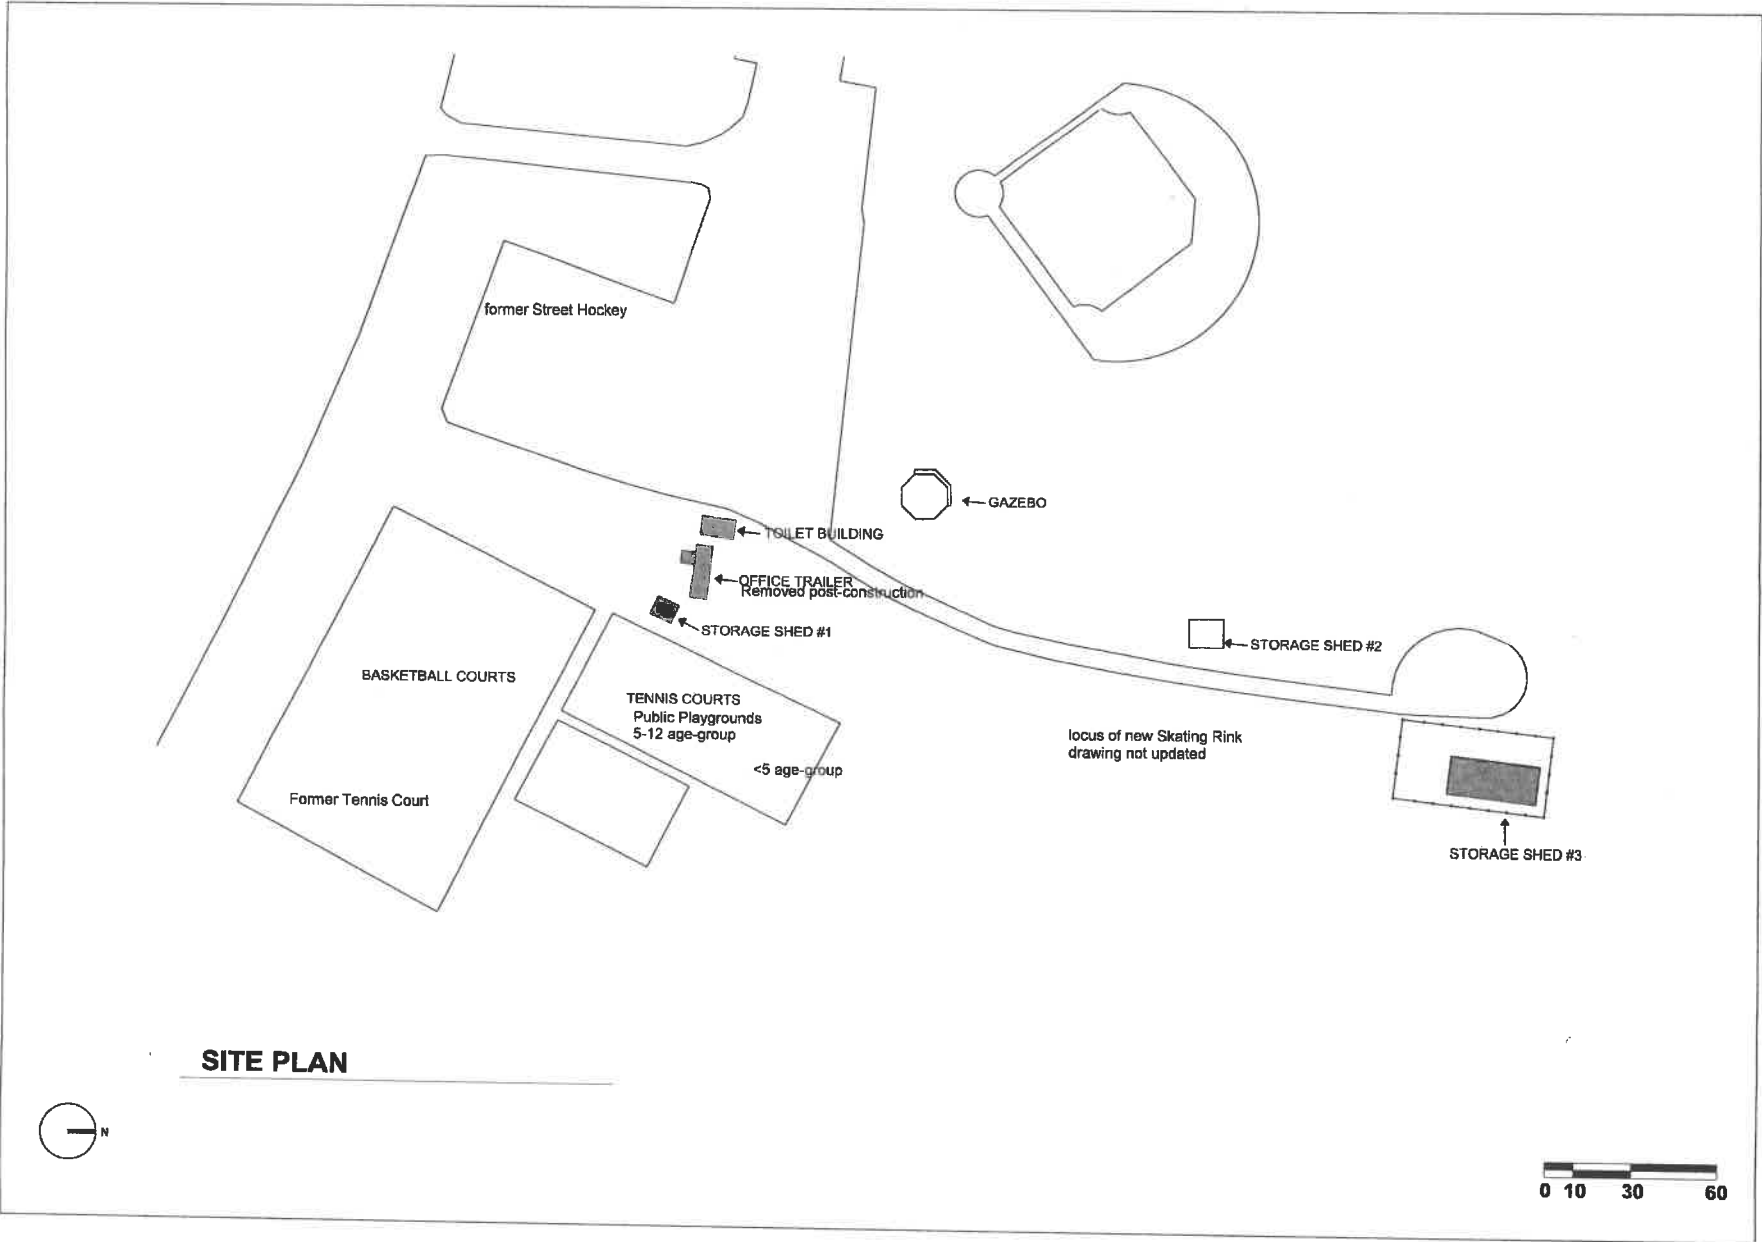 former Street Hockey
GAZEBO
TOILET BUILDING
OFFICE TRAILER
Removed post-construction
STORAGE SHED #1
STORAGE SHED #2
BASKETBALL COURTS
TENNIS COURTS
Public Playgrounds
5-12 age-group
<5 age-group
locus of new Skating Rink
drawing not updated
Former Tennis Court
STORAGE SHED #3
SITE PLAN
N
0 10 30 60